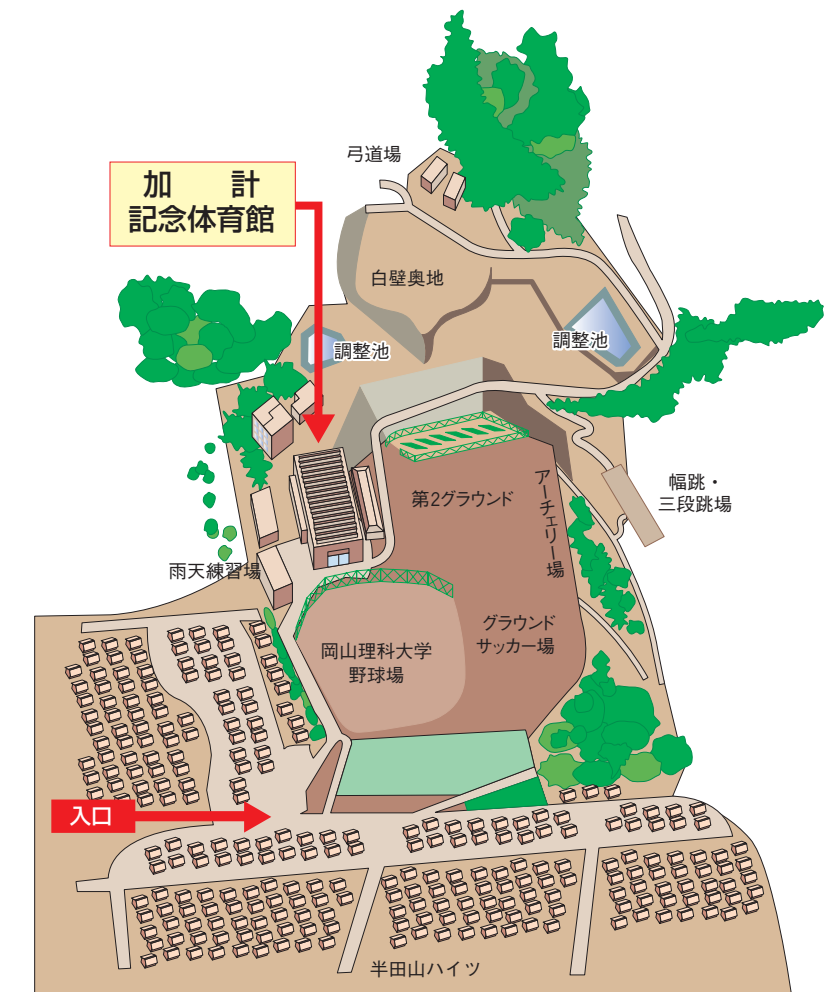 弓道場
加　計
記念体育館
白壁奥地
調整池
調整池
幅跳・
三段跳場
第2グラウンド
アーチェリー場
雨天練習場
グラウンド
サッカー場
岡山理科大学
野球場
入口
半田山ハイツ